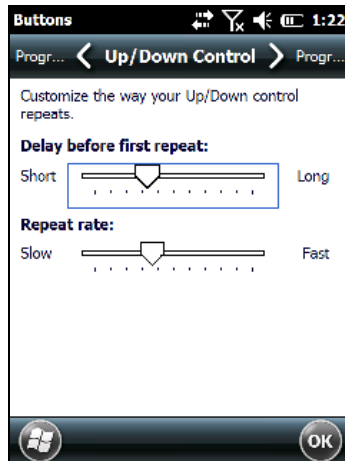 Buttons 1:22
Progr... Up/Down Control Progr...
Customize the way your Up/Down control
repeats.
Delay before first repeat:
Short Long
Repeat rate:
Slow Fast
OK